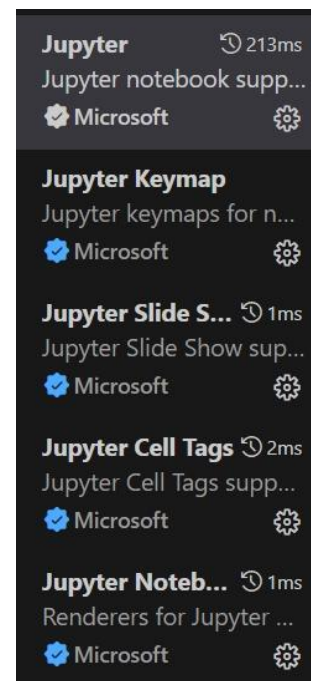 Jupyter 213ms
Jupyter notebook supp...
Microsoft
Jupyter Keymap
Jupyter keymaps for n...
Microsoft
Jupyter Slide S... 1ms
Jupyter Slide Show sup...
Microsoft
Jupyter Cell Tags 2ms
Jupyter Cell Tags supp...
Microsoft
Jupyter Noteb... 1ms
Renderers for Jupyter ...
Microsoft